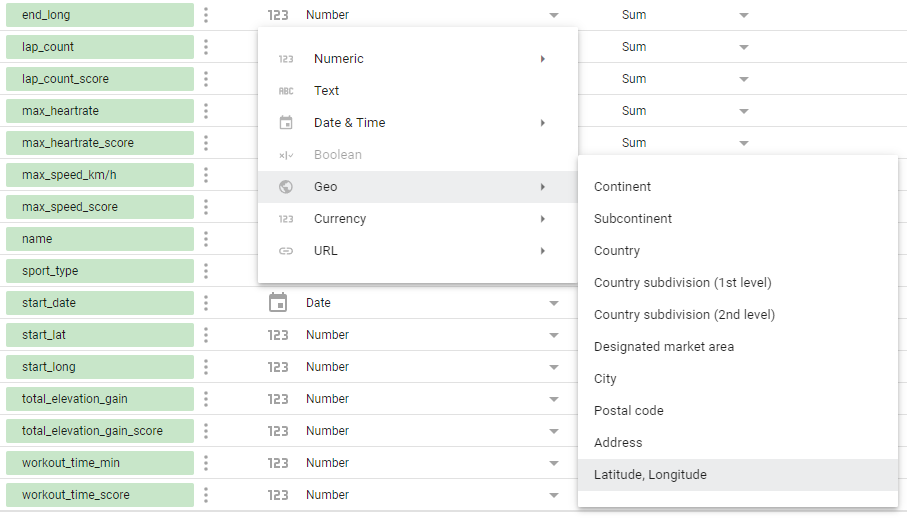 end_long 123 Number Sum
lap_count Sum
lap_count_score Sum
max_heartrate Sum
max_heartrate_score Sum
max_speed_km/h
max_speed_score
name
sport_type
start_date Date
start_lat 123 Number
start_long 123 Number
total_elevation_gain 123 Number
total_elevation_gain_score 123 Number
workout_time_min 123 Number
workout_time_score 123 Number
123 Numeric
ABC Text
Date & Time
Boolean
Geo
123 Currency
URL
Continent
Subcontinent
Country
Country subdivision (1st level)
Country subdivision (2nd level)
Designated market area
City
Postal code
Address
Latitude, Longitude